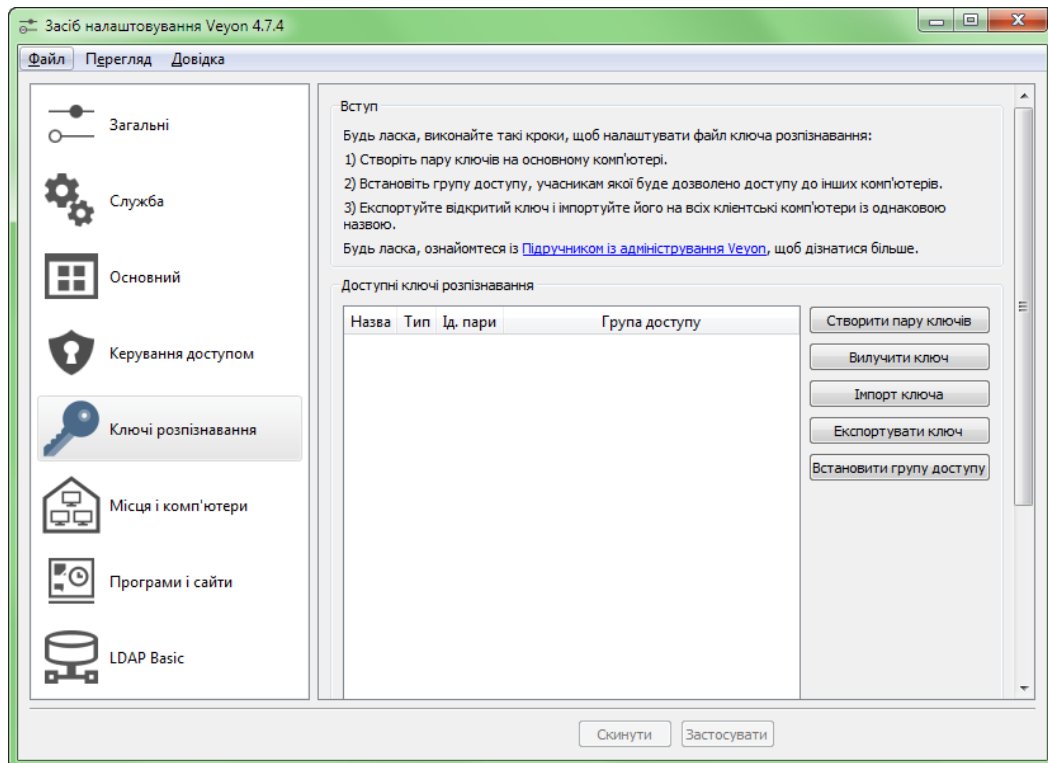 Засіб налаштовування Veyon 4.7.4
Файл Перегляд Довідка
Загальні
Служба
Основний
Керування доступом
Ключі розпізнавання
Місця і комп'ютери
Програми і сайти
LDAP Basic
Вступ
Будь ласка, виконайте такі кроки, щоб налаштувати файл ключа розпізнавання:
1) Створіть пару ключів на основному комп'ютері.
2) Встановіть групу доступу, учасникам якої буде дозволено доступу до інших комп'ютерів.
3) Експортуйте відкритий ключ і імпортуйте його на всіх клієнтські комп'ютери із однаковою
назвою.
Будь ласка, ознайомтеся із Підручником із адміністрування Veyon, щоб дізнатися більше.
Доступні ключі розпізнавання
Назва Тип Ід. пари Група доступу
Створити пару ключів
Вилучити ключ
Імпорт ключа
Експортувати ключ
Встановити групу доступу
Скинути Застосувати